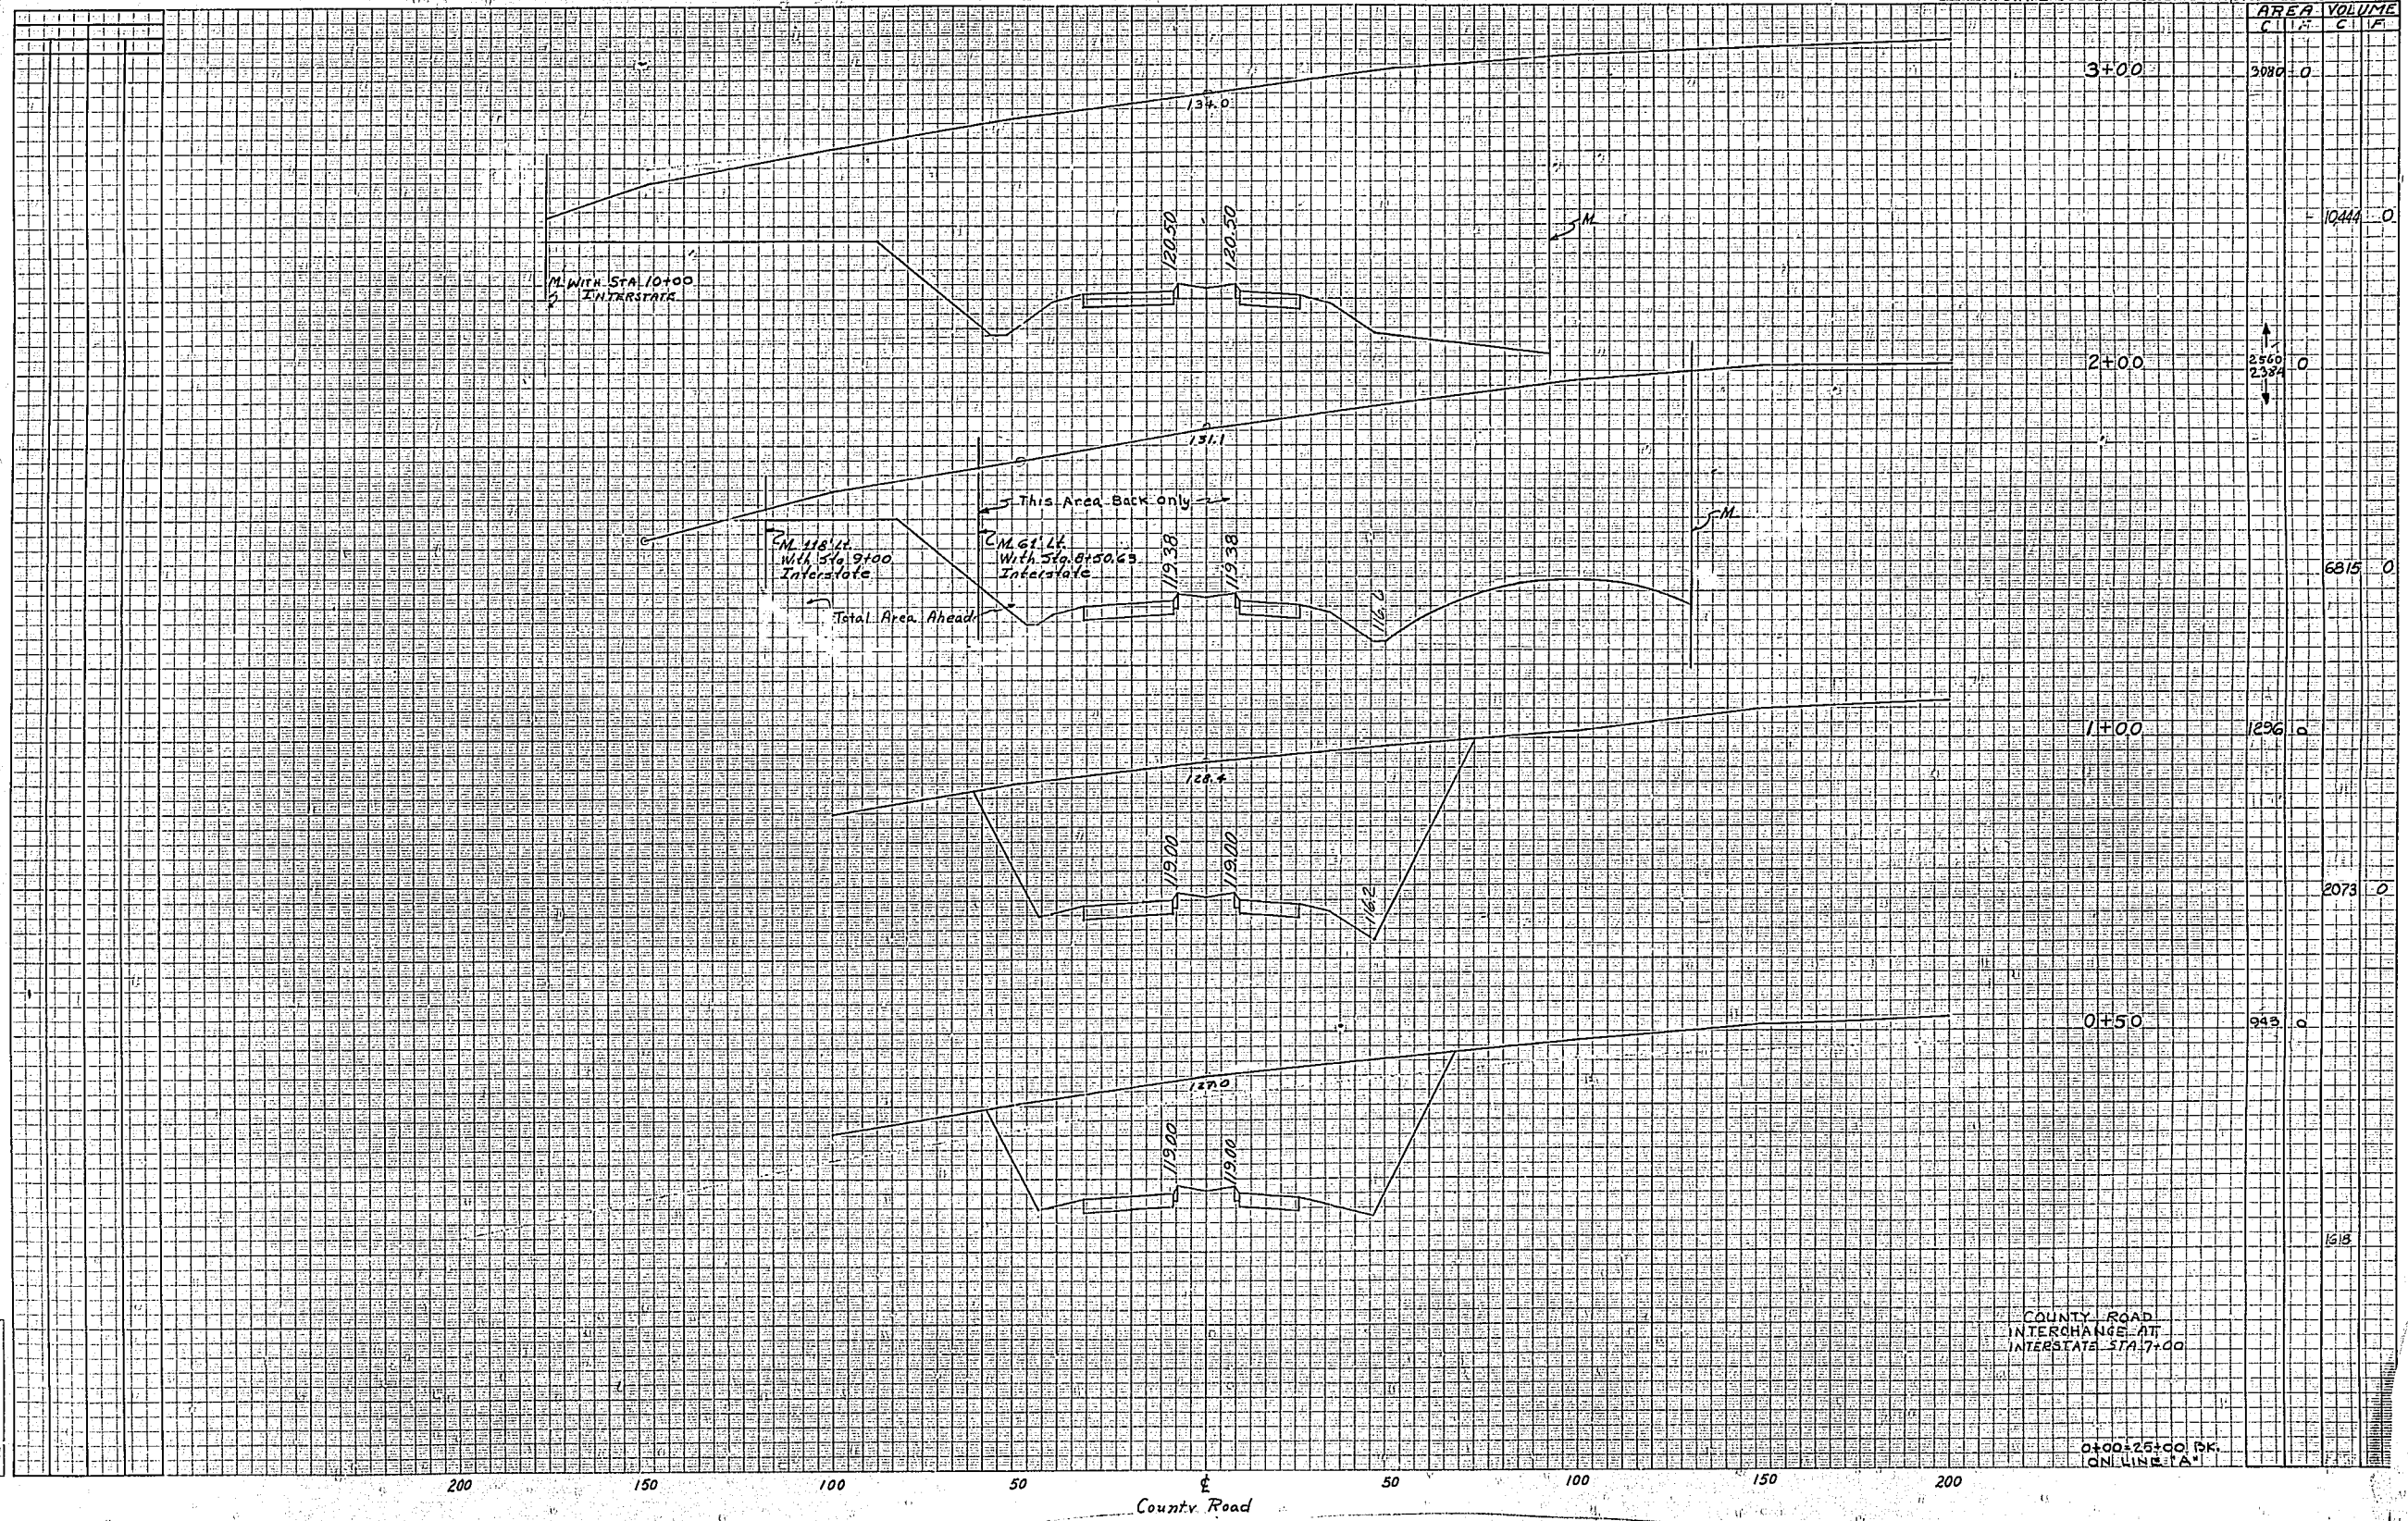 AREA VOLUME
C F C F
3+00 3080 0
134.0
120.50 120.50
M
10,444 0
M WITH STA 10+00
INTERSTATE
2+00 2560 0
2384
131.1
This Area Back only
M
M 118' Lt.
With Sta 9+00
Interstate
M 61' Lt
With Sta. 8+50.63
Interstate
119.38 119.38
6815 0
116.6
Total Area Ahead
1+00 1296 0
128.4
119.00 119.00
116.2
2073 0
0+50 943 0
127.0
119.00 119.00
1618
COUNTY ROAD
INTERCHANGE AT
INTERSTATE STA 7+00
0+00=25+00 BK.
ON LINE "A"
200 150 100 50 ℄ 50 100 150 200
County Road